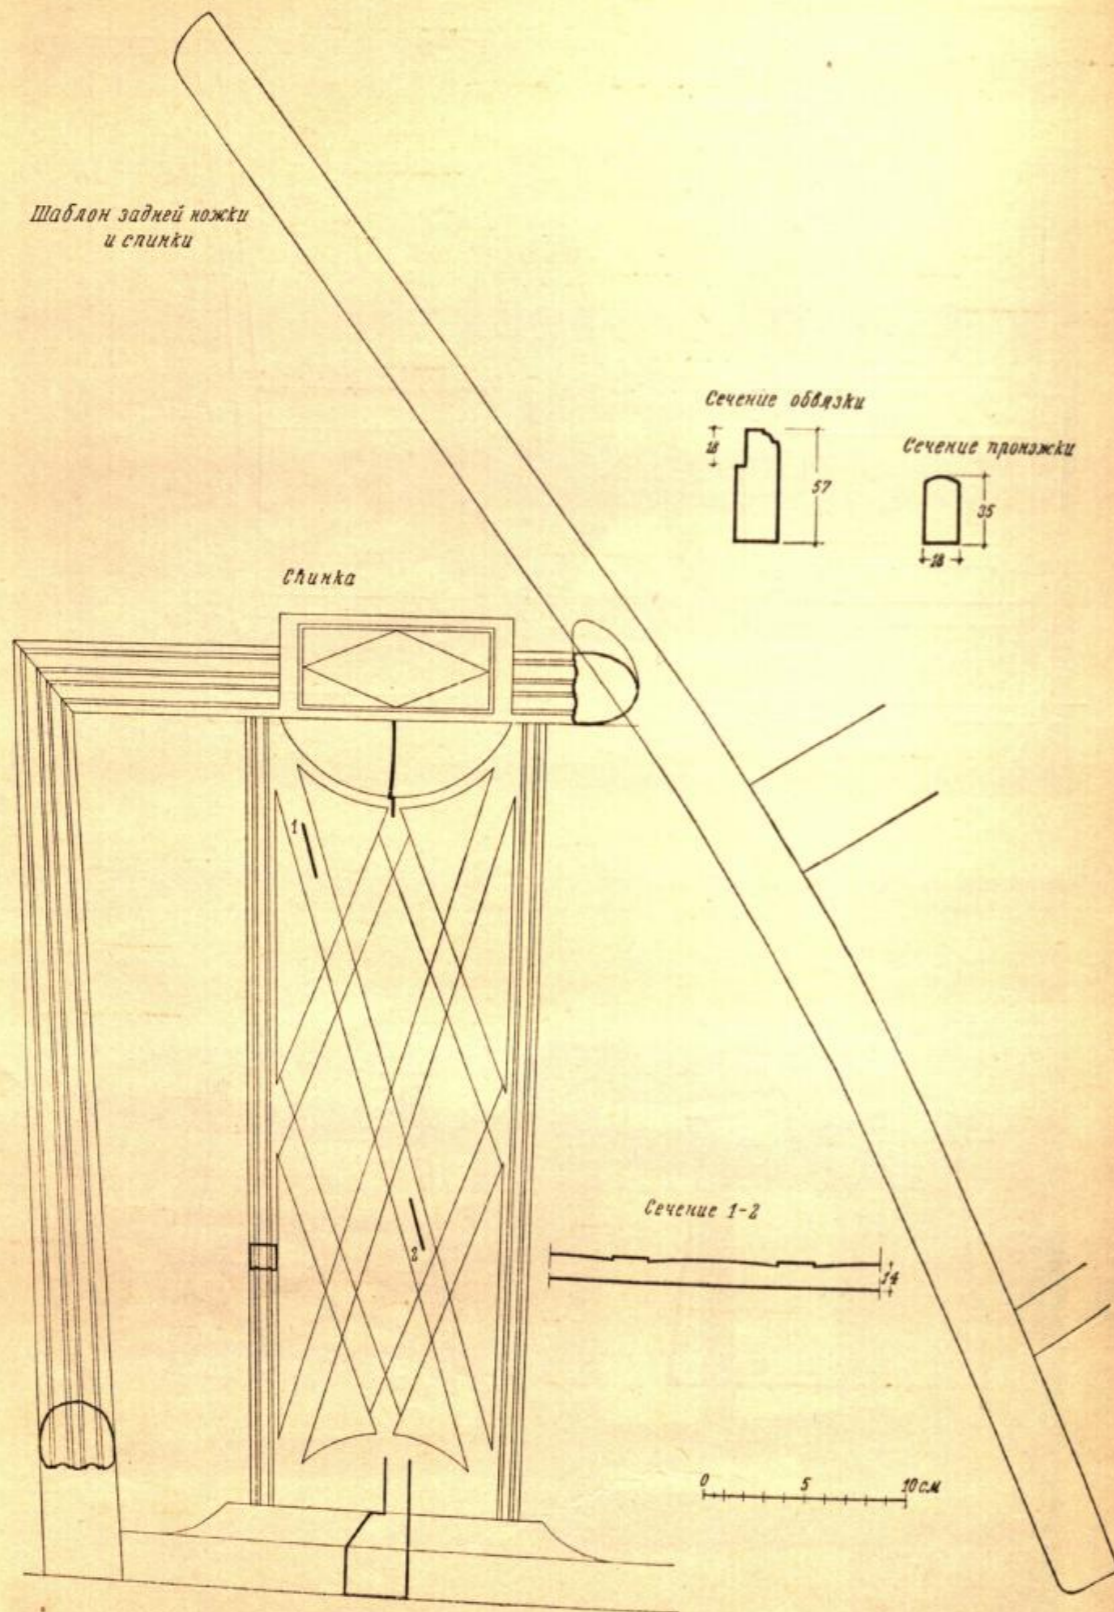 Шаблон задней ножки
и спинки
Сечение обвязки
18
57
Сечение проножки
35
18
Спинка
1
2
Сечение 1-2
14
0 5 10 см